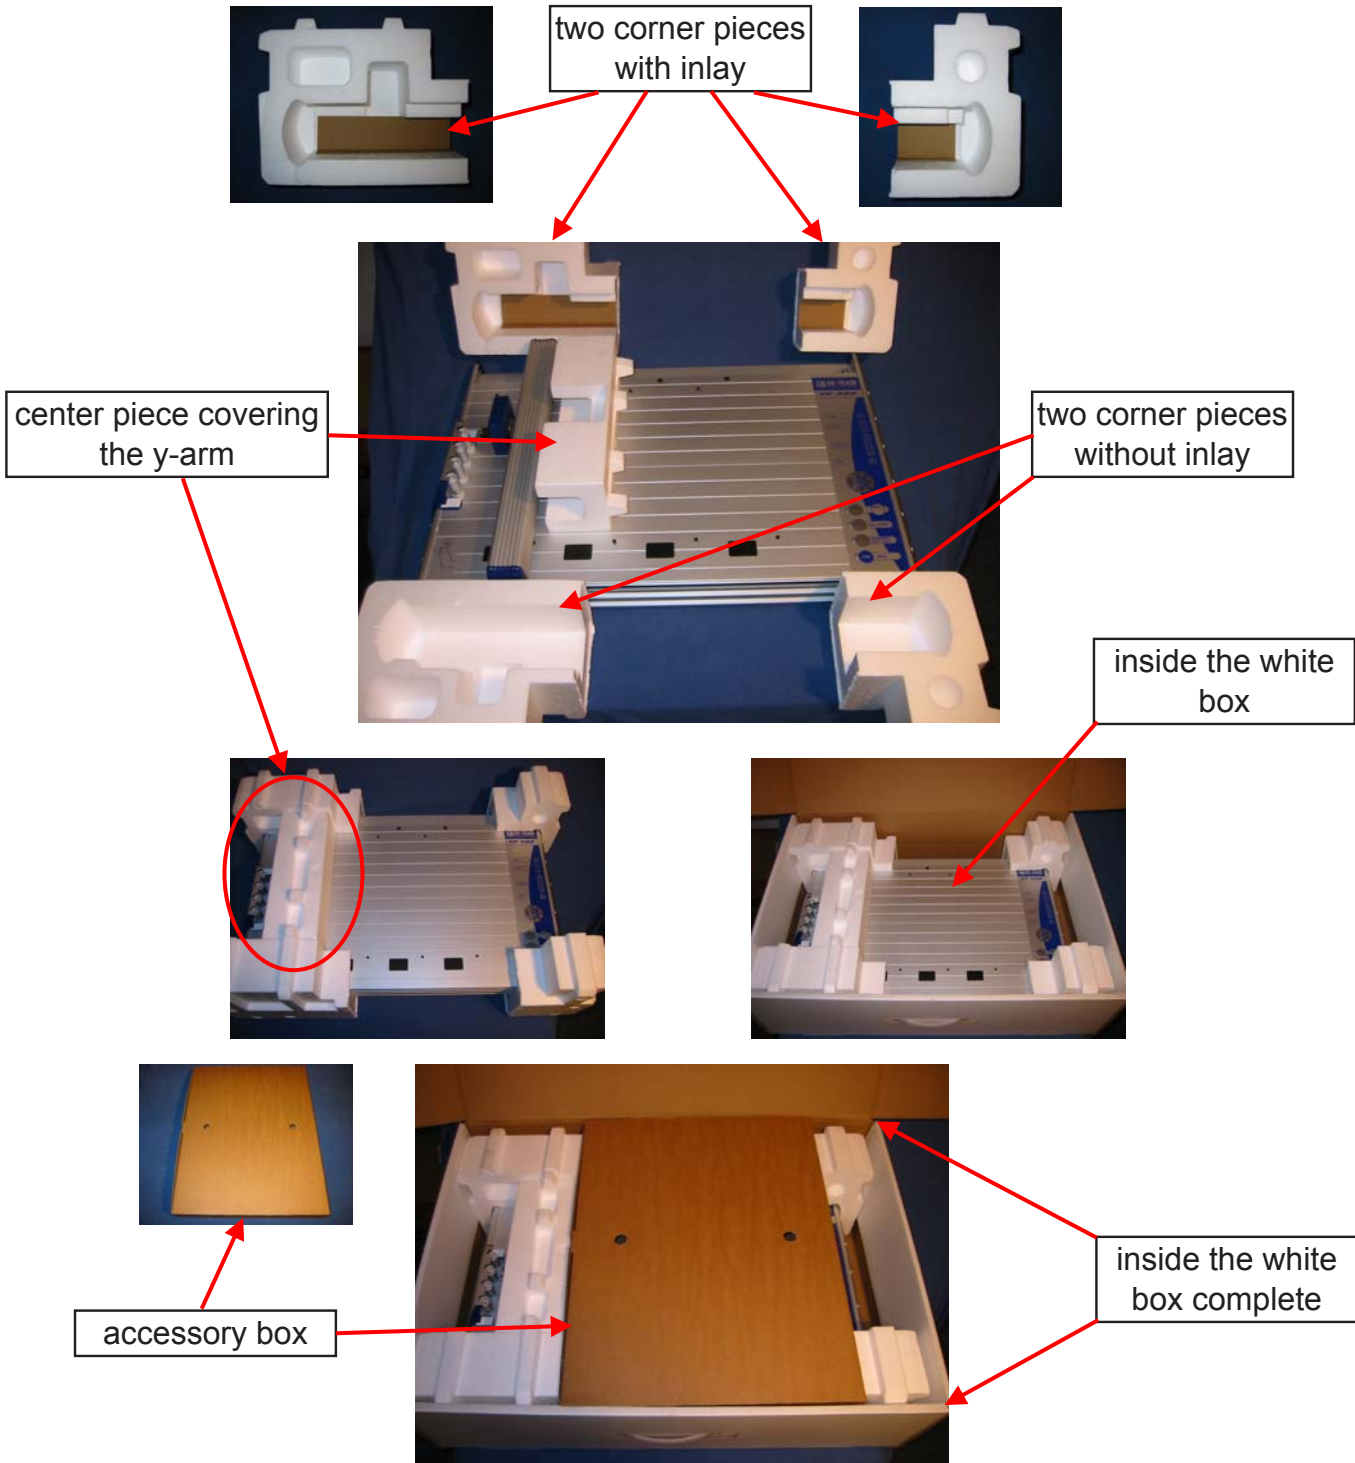 two corner pieces
with inlay
center piece covering
the y-arm
two corner pieces
without inlay
inside the white
box
accessory box
inside the white
box complete